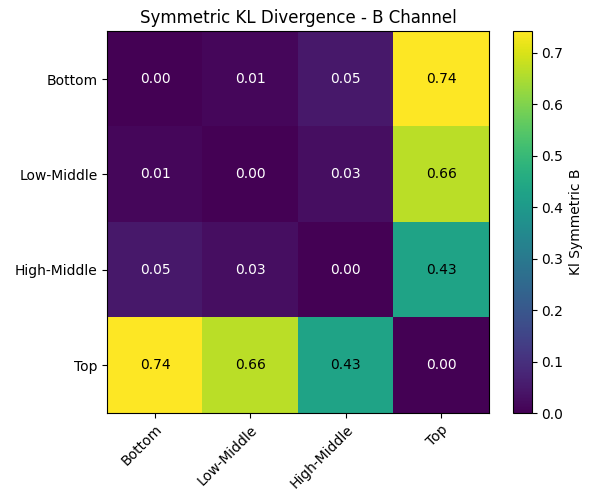 Symmetric KL Divergence - B Channel
Bottom 0.00 0.01 0.05 0.74
Low-Middle 0.01 0.00 0.03 0.66
High-Middle 0.05 0.03 0.00 0.43
Top 0.74 0.66 0.43 0.00
Bottom Low-Middle High-Middle Top
0.7
0.6
0.5
0.4
0.3
0.2
0.1
0.0
Kl Symmetric B